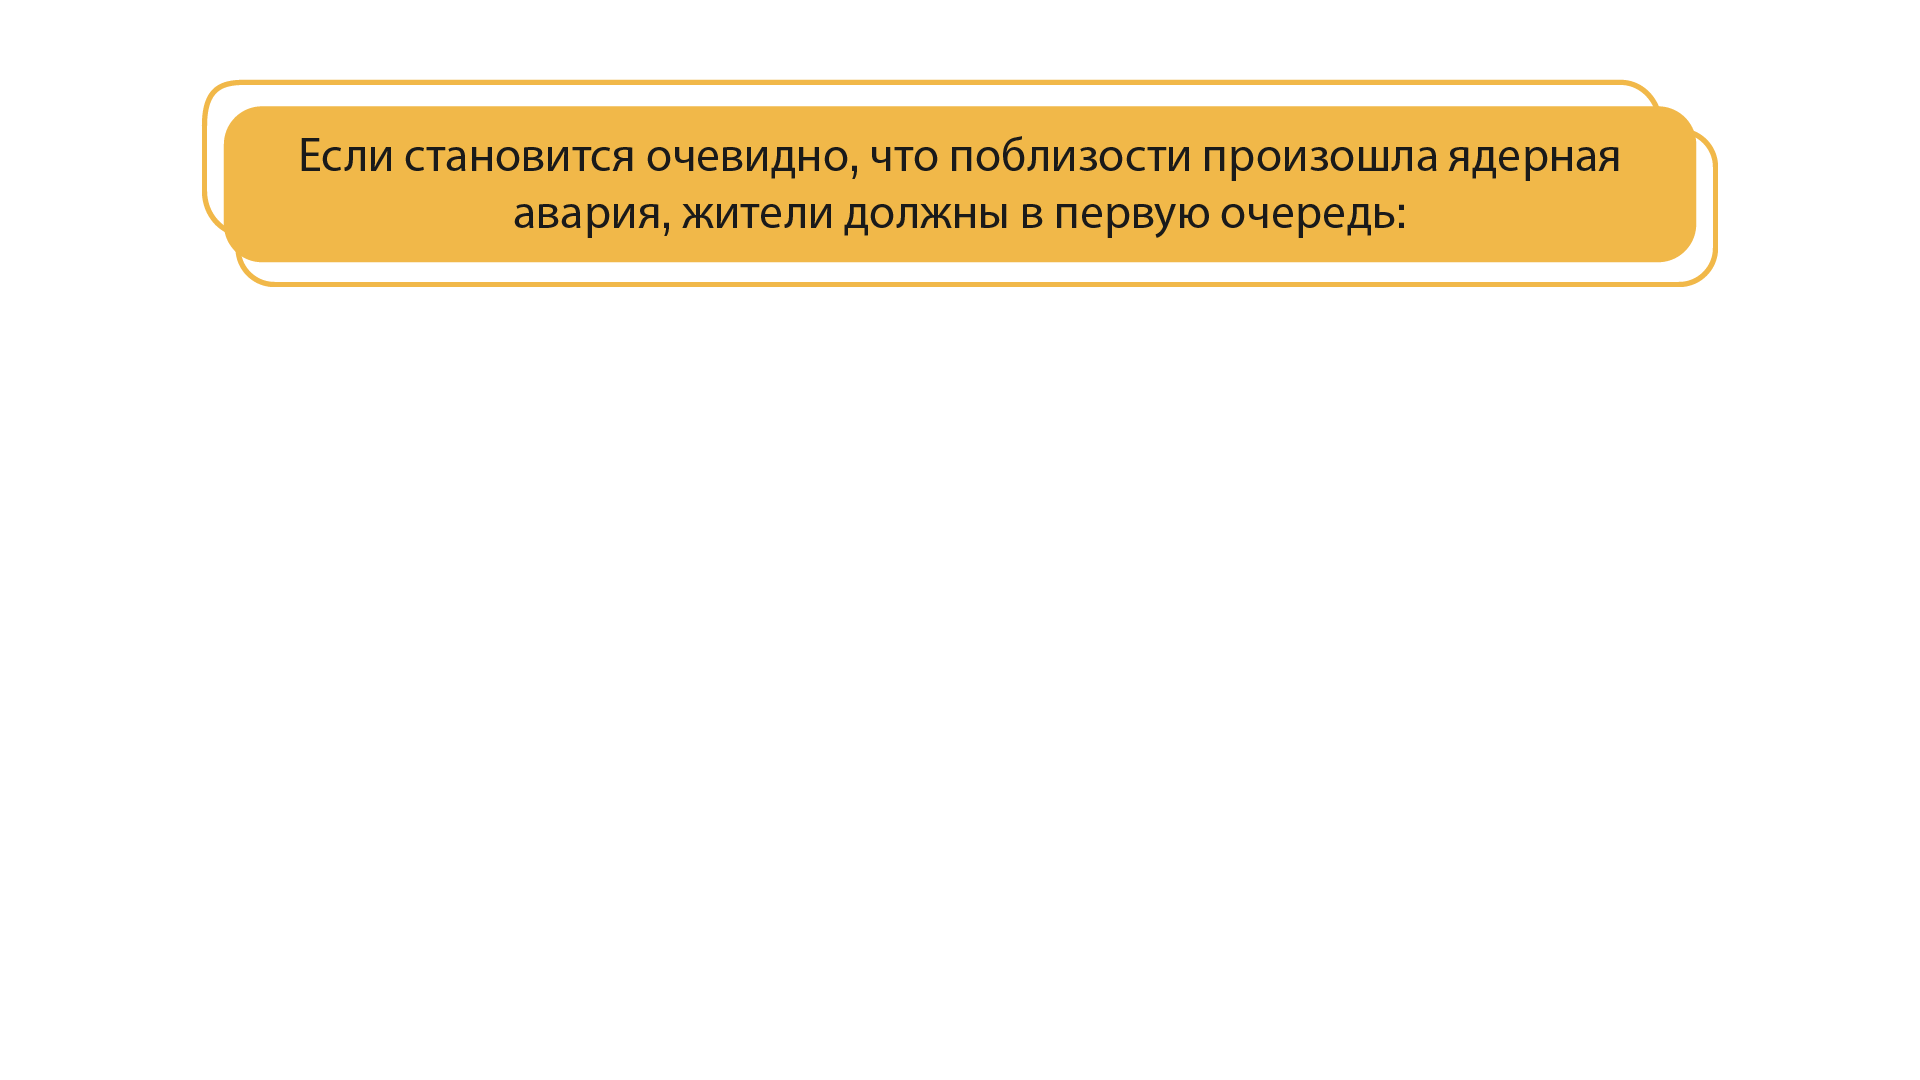 Если становится очевидно, что поблизости произошла ядерная
авария, жители должны в первую очередь: